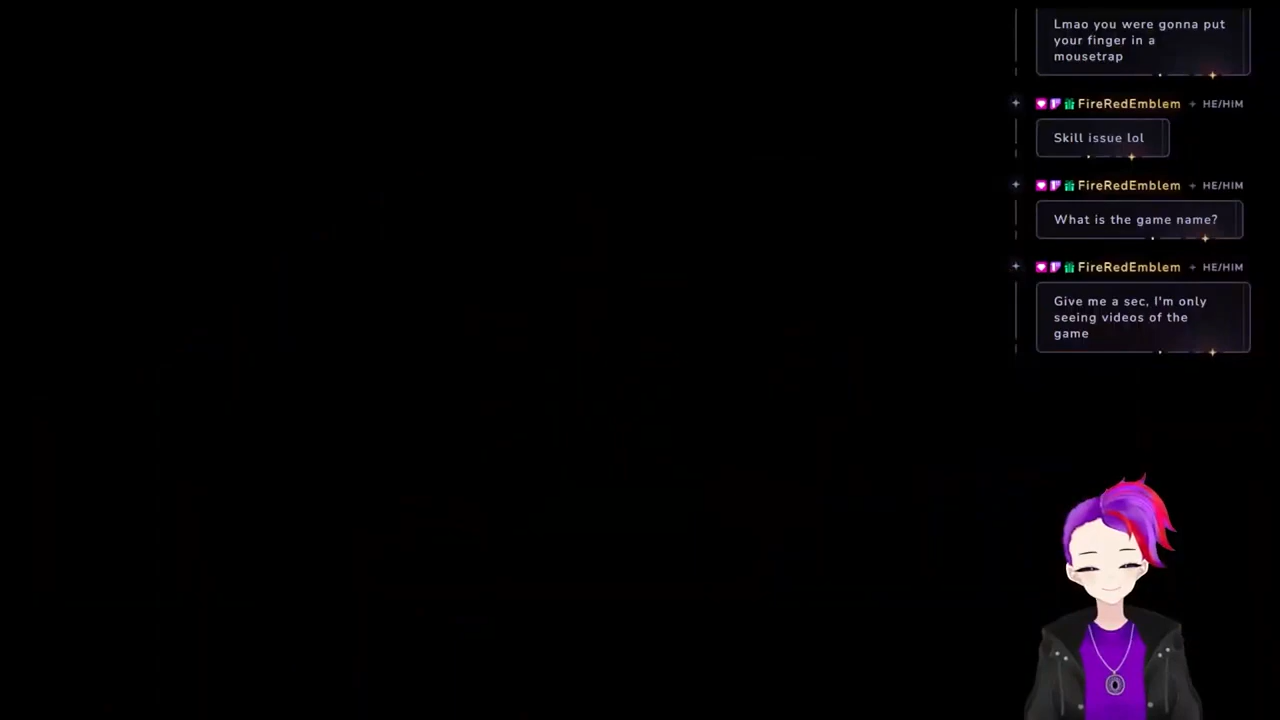 Lmao you were gonna put
your finger in a
mousetrap
FireRedEmblem HE/HIM
Skill issue lol
FireRedEmblem HE/HIM
What is the game name?
FireRedEmblem HE/HIM
Give me a sec, I'm only
seeing videos of the
game